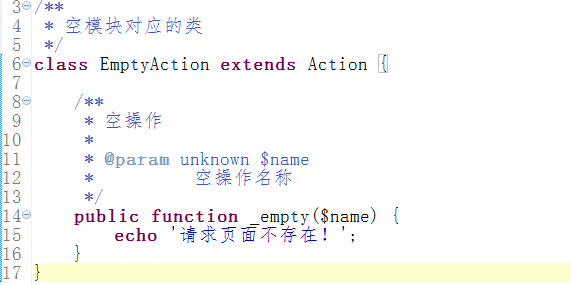 3 /**
4  * 空模块对应的类
5  */
6 class EmptyAction extends Action {
7
8     /**
9      * 空操作
10      *
11      * @param unknown $name
12      *            空操作名称
13      */
14     public function _empty($name) {
15         echo '请求页面不存在！';
16     }
17 }